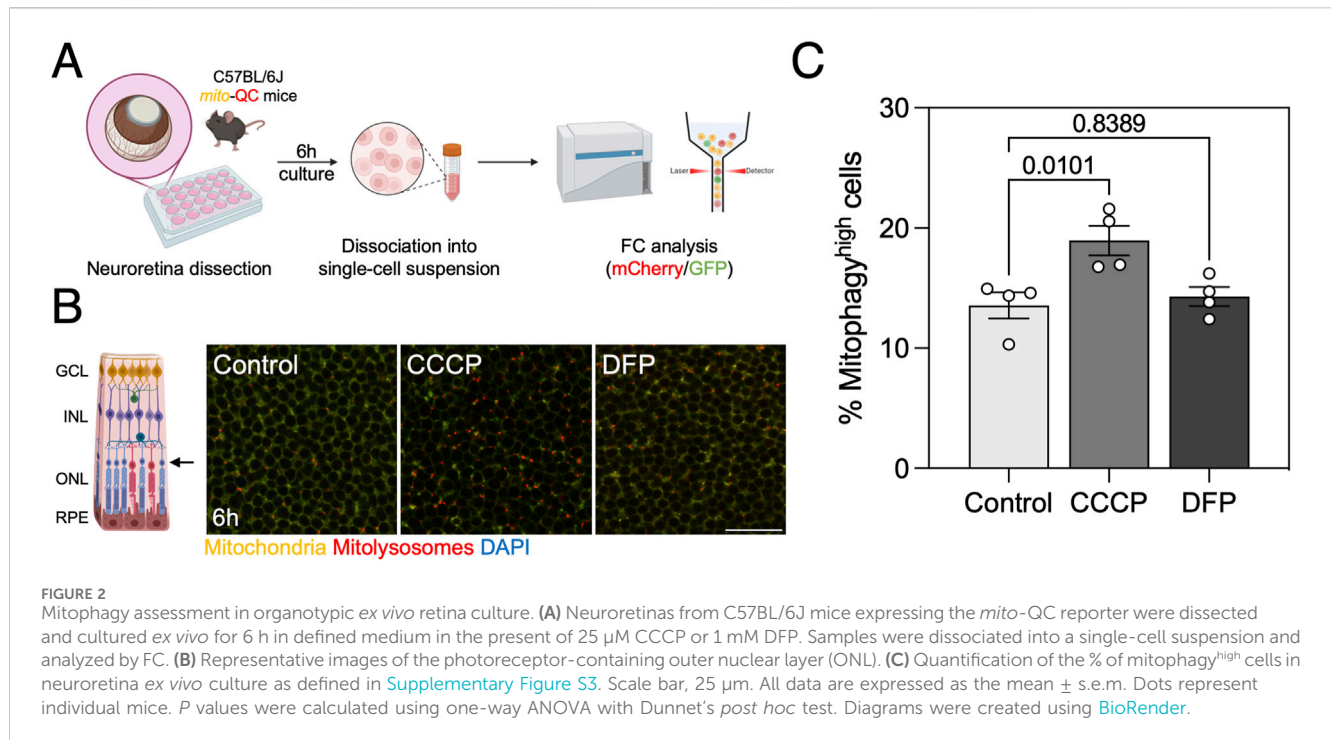 A
C57BL/6J
mito-QC mice
6h
culture
Neuroretina dissection
Dissociation into
single-cell suspension
Laser
Detector
FC analysis
(mCherry/GFP)
B
GCL
INL
ONL
RPE
Control
CCCP
DFP
6h
Mitochondria Mitolysosomes DAPI
C
% Mitophagyhigh cells
30
20
10
0
0.8389
0.0101
Control
CCCP
DFP
FIGURE 2
Mitophagy assessment in organotypic ex vivo retina culture. (A) Neuroretinas from C57BL/6J mice expressing the mito-QC reporter were dissected
and cultured ex vivo for 6 h in defined medium in the present of 25 µM CCCP or 1 mM DFP. Samples were dissociated into a single-cell suspension and
analyzed by FC. (B) Representative images of the photoreceptor-containing outer nuclear layer (ONL). (C) Quantification of the % of mitophagyhigh cells in
neuroretina ex vivo culture as defined in Supplementary Figure S3. Scale bar, 25 µm. All data are expressed as the mean ± s.e.m. Dots represent
individual mice. P values were calculated using one-way ANOVA with Dunnet's post hoc test. Diagrams were created using BioRender.